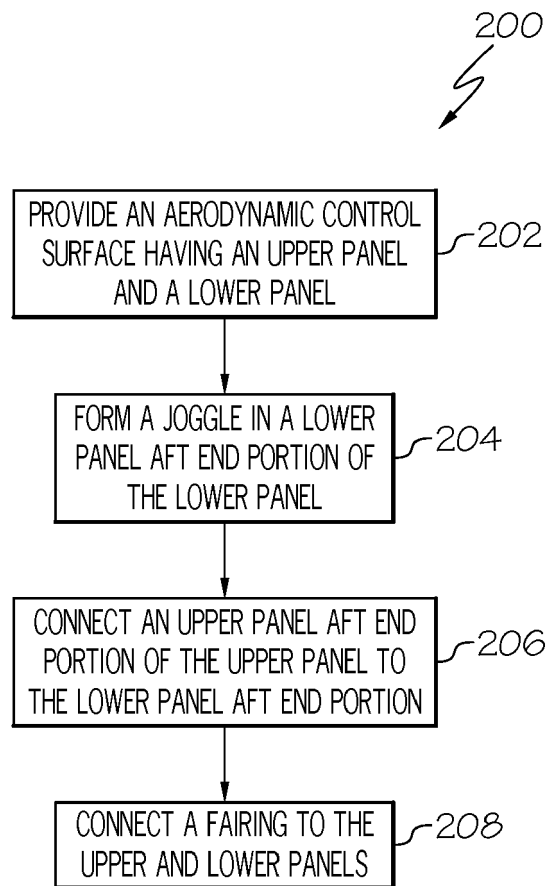 200
PROVIDE AN AERODYNAMIC CONTROL
SURFACE HAVING AN UPPER PANEL
AND A LOWER PANEL
202
FORM A JOGGLE IN A LOWER
PANEL AFT END PORTION OF
THE LOWER PANEL
204
CONNECT AN UPPER PANEL AFT END
PORTION OF THE UPPER PANEL TO
THE LOWER PANEL AFT END PORTION
206
CONNECT A FAIRING TO THE
UPPER AND LOWER PANELS
208